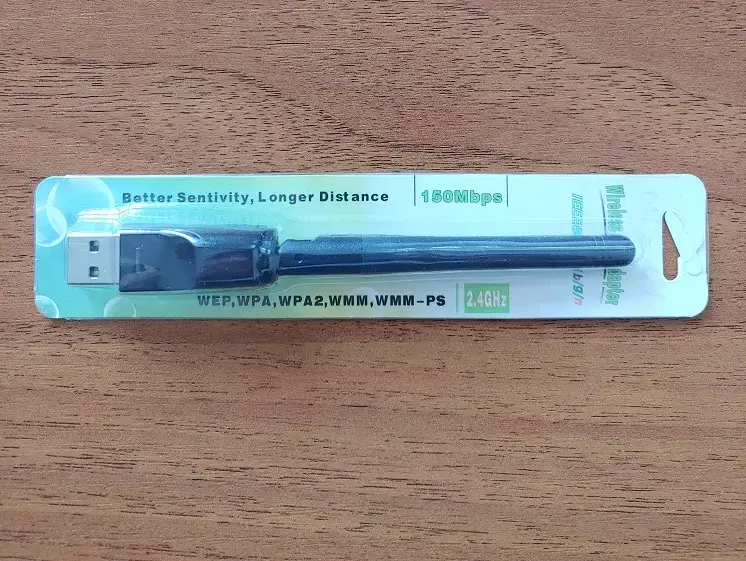 Better Sentivity, Longer Distance
150Mbps
WEP,WPA,WPA2,WMM,WMM-PS
2.4GHz
b/g/n